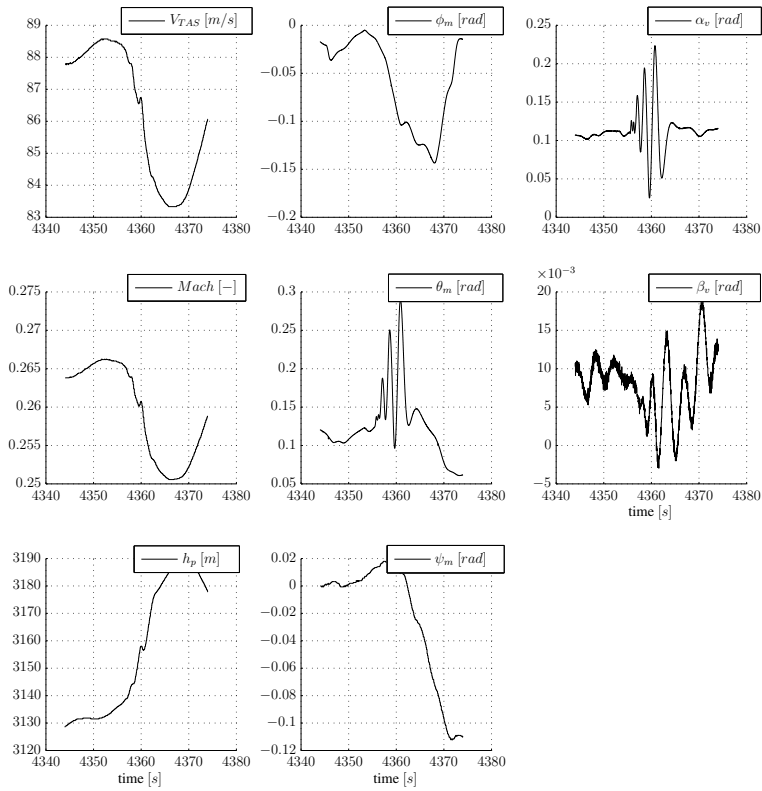 V_TAS [m/s]
89
88
87
86
85
84
83
4340 4350 4360 4370 4380
ϕ_m [rad]
0
−0.05
−0.1
−0.15
−0.2
4340 4350 4360 4370 4380
α_v [rad]
0.25
0.2
0.15
0.1
0.05
0
4340 4350 4360 4370 4380
Mach [−]
0.275
0.27
0.265
0.26
0.255
0.25
4340 4350 4360 4370 4380
θ_m [rad]
0.3
0.25
0.2
0.15
0.1
0.05
4340 4350 4360 4370 4380
×10⁻³
β_v [rad]
20
15
10
5
0
−5
4340 4350 4360 4370 4380
time [s]
h_p [m]
3190
3180
3170
3160
3150
3140
3130
3120
4340 4350 4360 4370 4380
time [s]
ψ_m [rad]
0.02
0
−0.02
−0.04
−0.06
−0.08
−0.1
−0.12
4340 4350 4360 4370 4380
time [s]